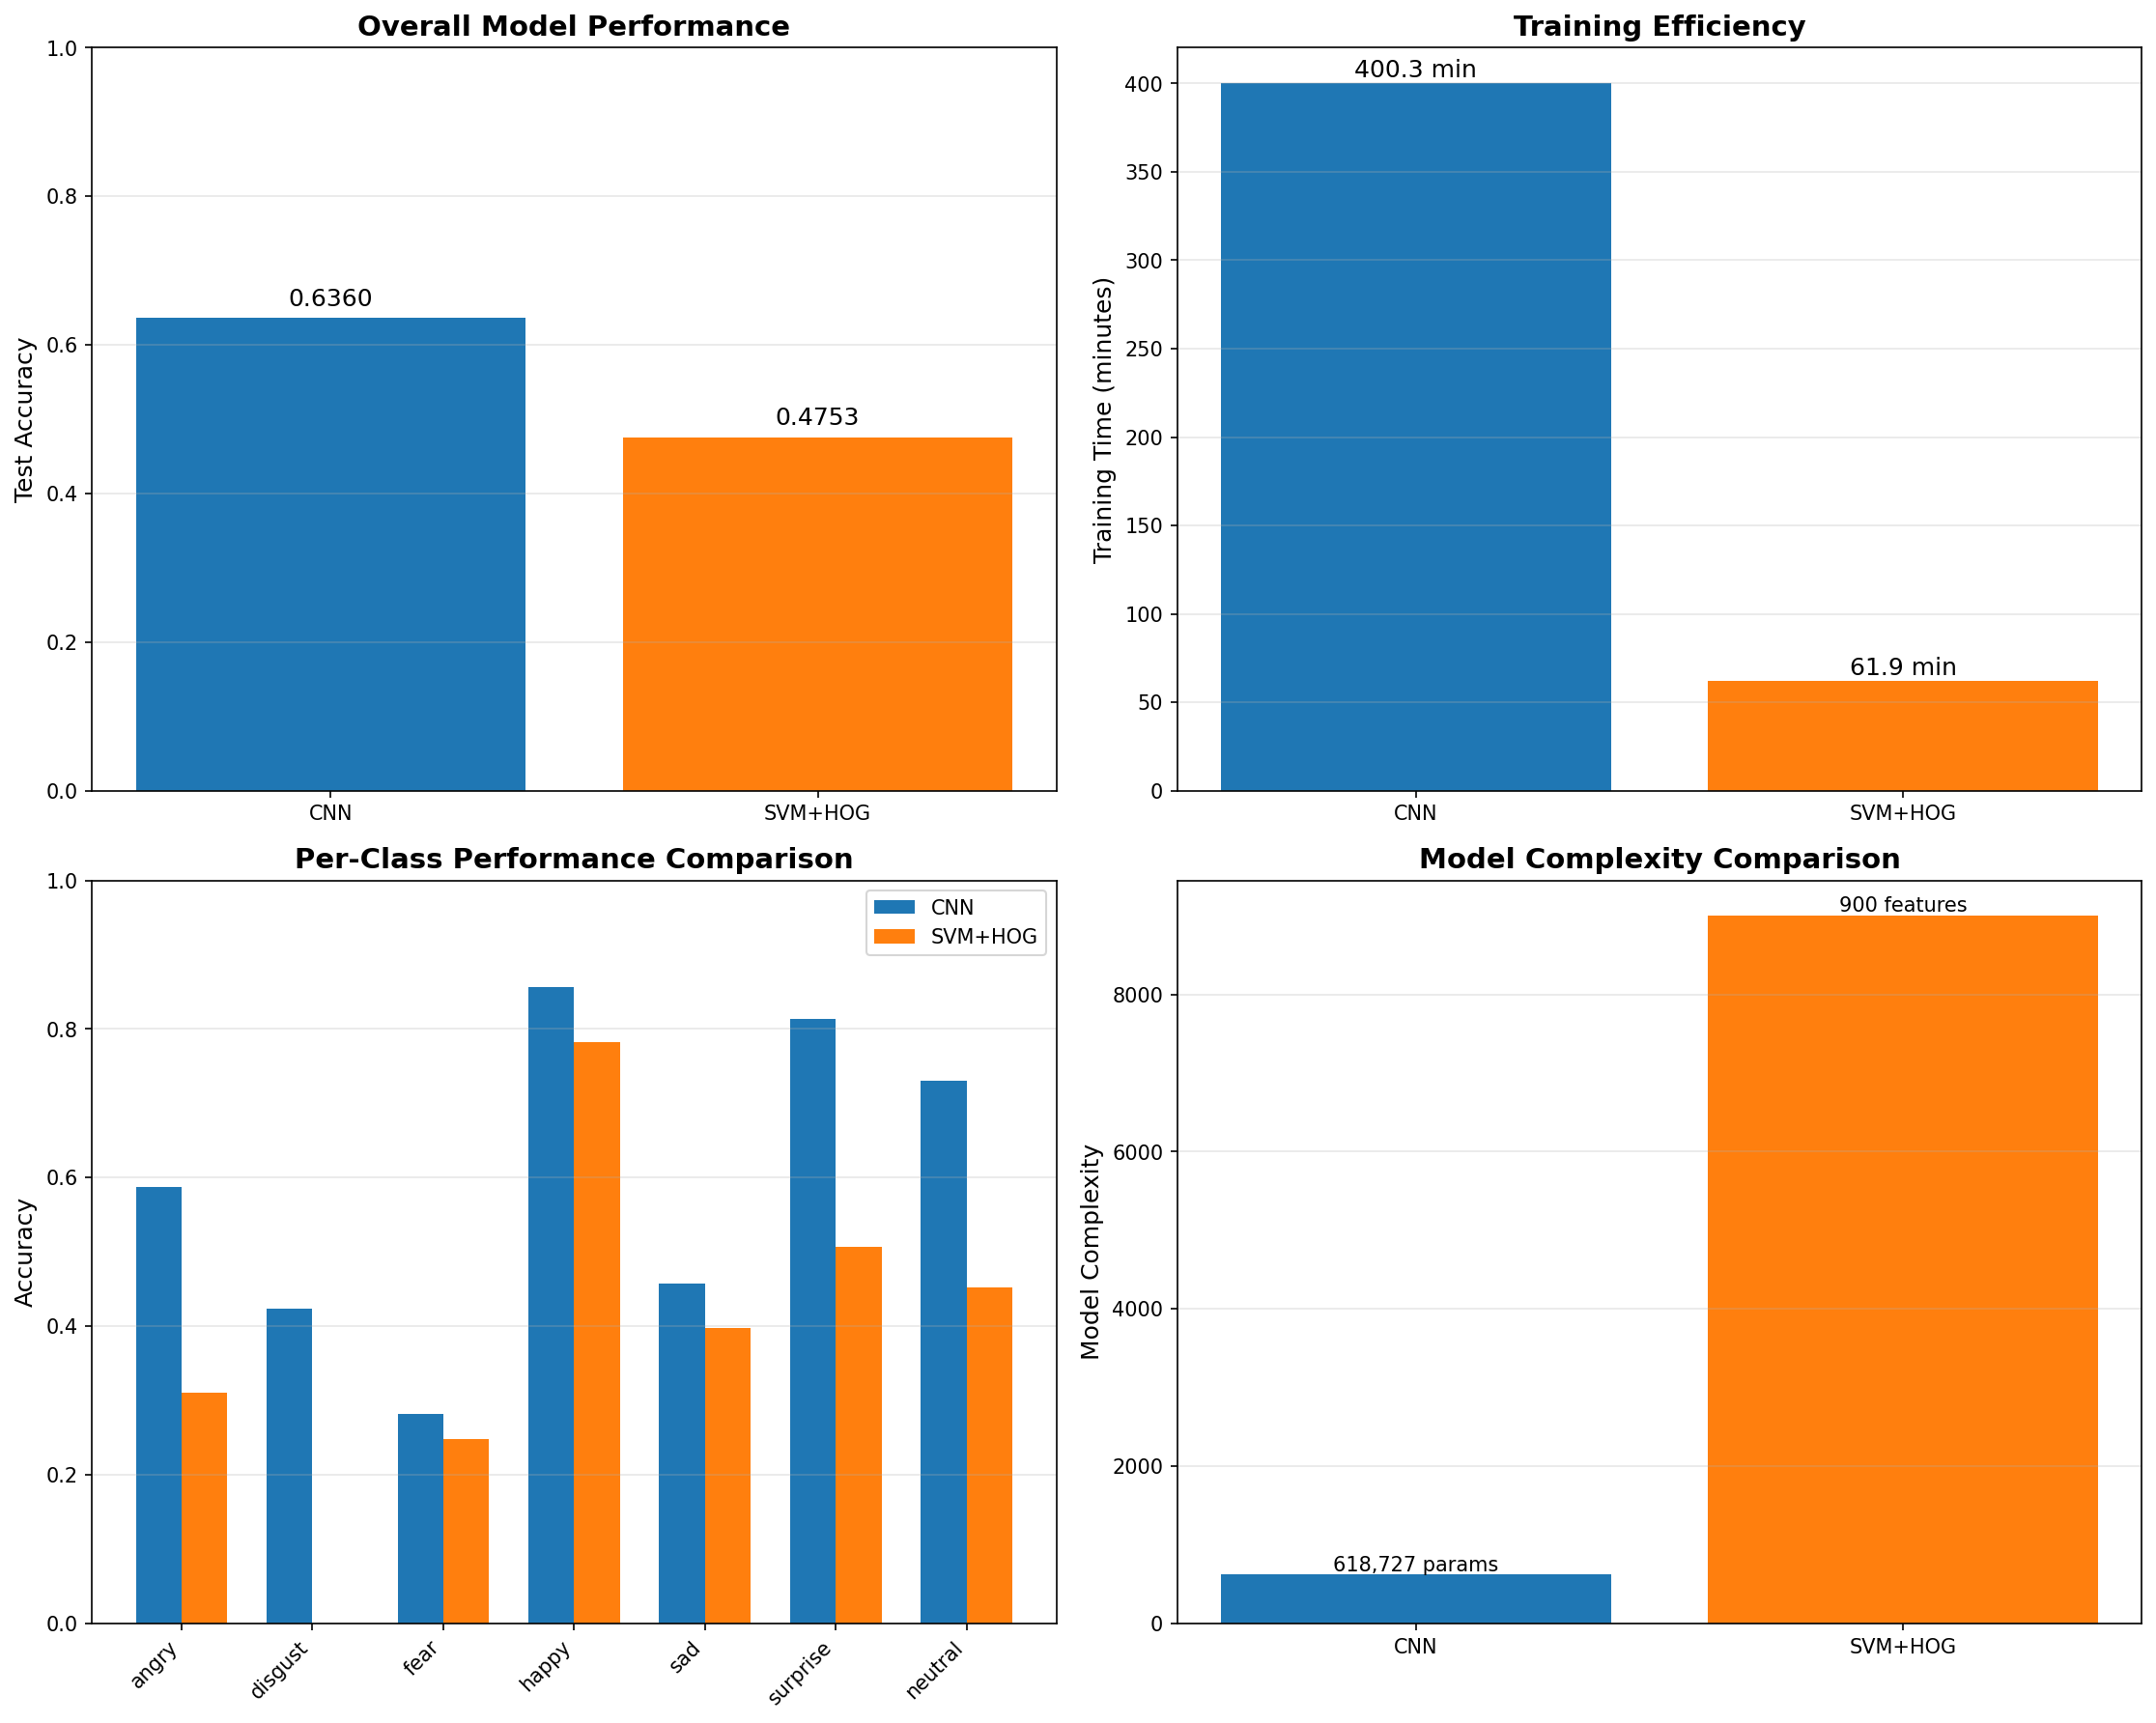 Overall Model Performance
1.0
0.8
0.6
0.4
0.2
0.0
Test Accuracy
0.6360
0.4753
CNN
SVM+HOG
Training Efficiency
400
350
300
250
200
150
100
50
0
Training Time (minutes)
400.3 min
61.9 min
CNN
SVM+HOG
Per-Class Performance Comparison
1.0
0.8
0.6
0.4
0.2
0.0
Accuracy
CNN
SVM+HOG
angry
disgust
fear
happy
sad
surprise
neutral
Model Complexity Comparison
8000
6000
4000
2000
0
Model Complexity
900 features
618,727 params
CNN
SVM+HOG